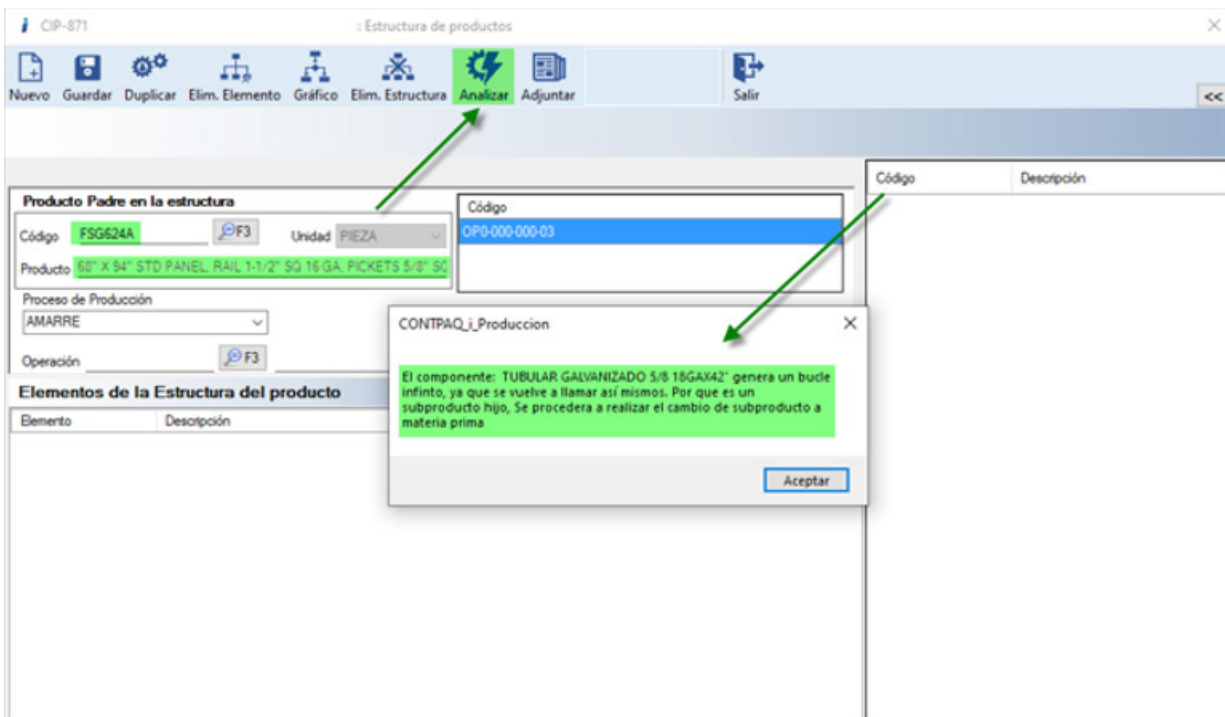 CIP-871
:: Estructura de productos
Nuevo Guardar Duplicar Elim. Elemento Gráfico Elim. Estructura Analizar Adjuntar Salir
<<
Código Descripción
Producto Padre en la estructura
Código
Código FSG624A F3 Unidad PIEZA
OP0-000-000-03
Producto 68" X 94" STD PANEL, RAIL 1-1/2" SQ 16 GA, PICKETS 5/8" SQ
Proceso de Producción
AMARRE
Operación F3
Elementos de la Estructura del producto
Elemento Descripción
CONTPAQ_i_Produccion
El componente: TUBULAR GALVANIZADO 5/8 18GAX42" genera un bucle
infinto, ya que se vuelve a llamar así mismos. Por que es un
subproducto hijo, Se procedera a realizar el cambio de subproducto a
materia prima
Aceptar